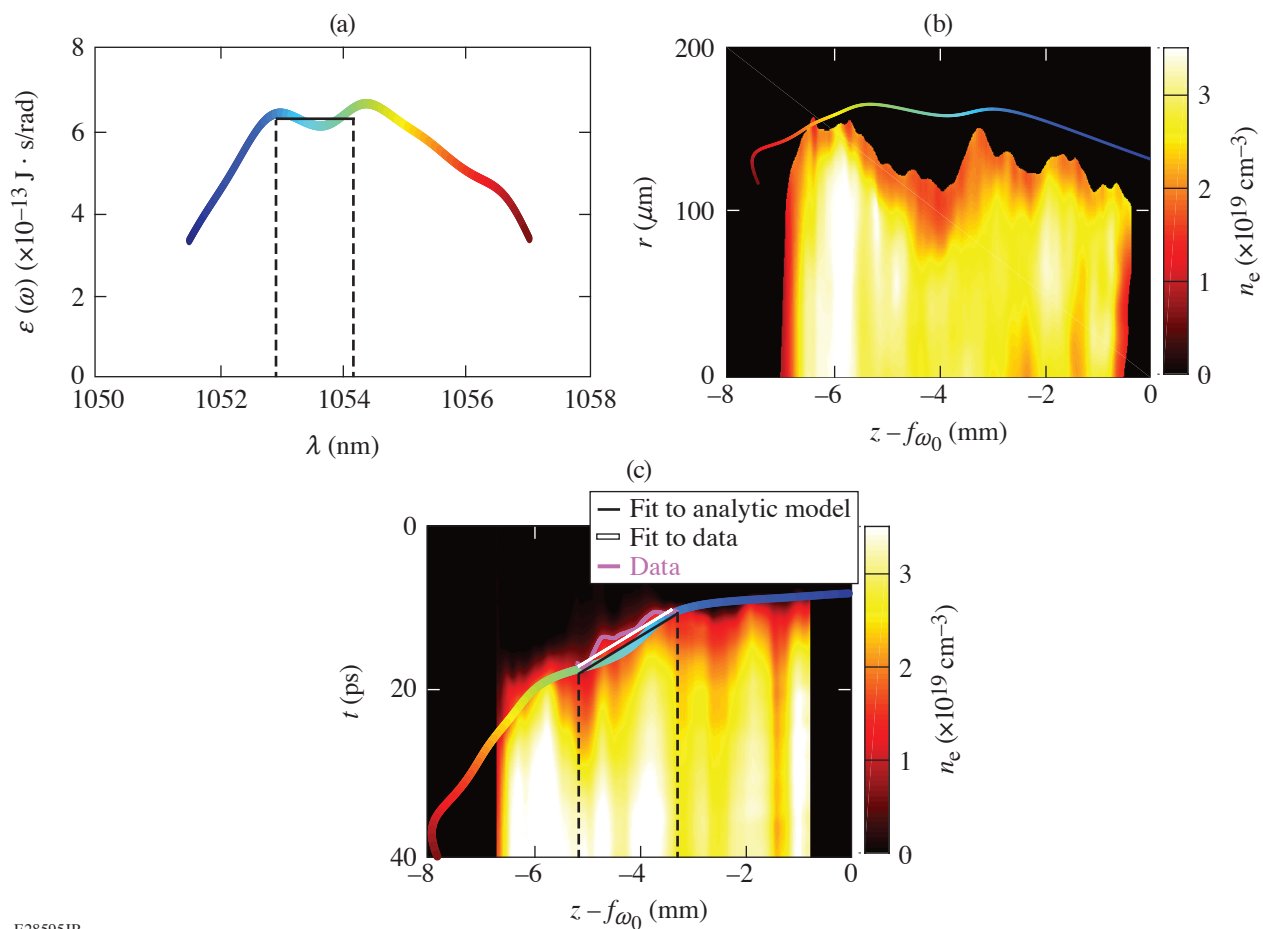 (a)
8
6
4
2
0
1050 1052 1054 1056 1058
ε (ω) (×10⁻¹³ J · s/rad)
λ (nm)
(b)
200
100
0
−8 −6 −4 −2 0
r (μm)
z − fω₀ (mm)
3
2
1
0
nₑ (×10¹⁹ cm⁻³)
(c)
Fit to analytic model
Fit to data
Data
0
20
40
−8 −6 −4 −2 0
t (ps)
z − fω₀ (mm)
3
2
1
0
nₑ (×10¹⁹ cm⁻³)